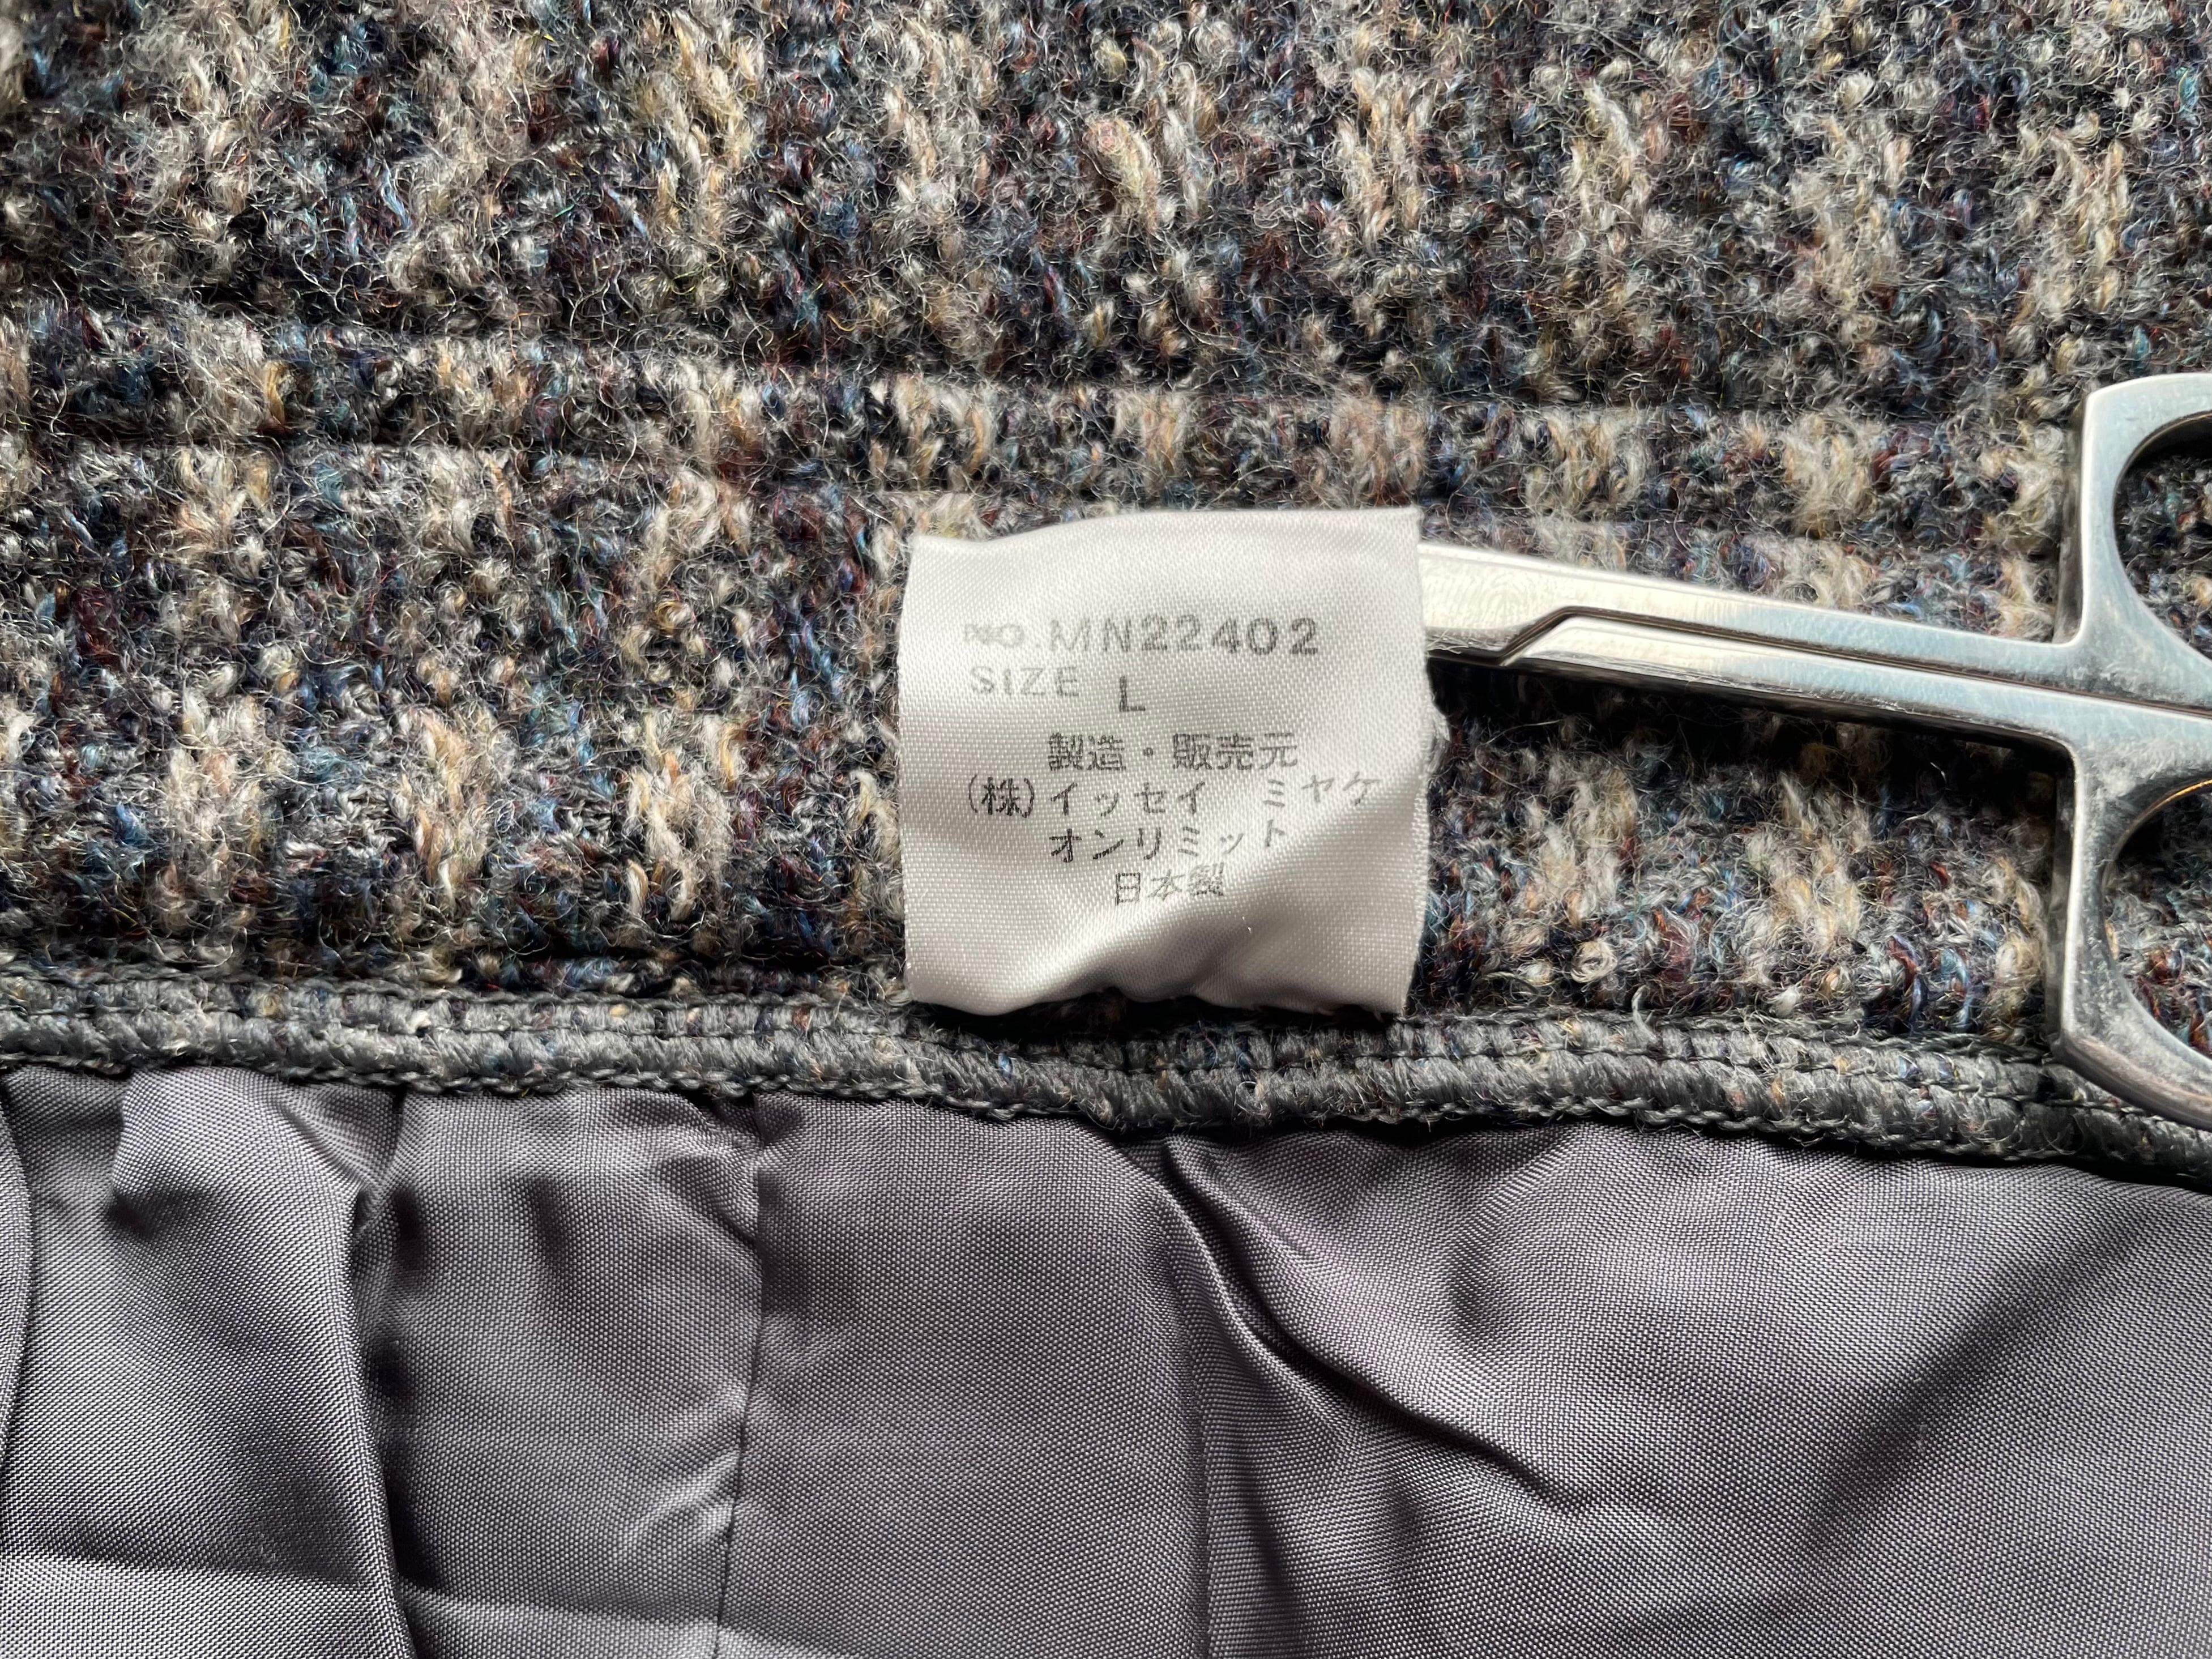 NO.MN22402
SIZE L
製造・販売元
(株)イッセイ ミヤケ
オンリミット
日本製